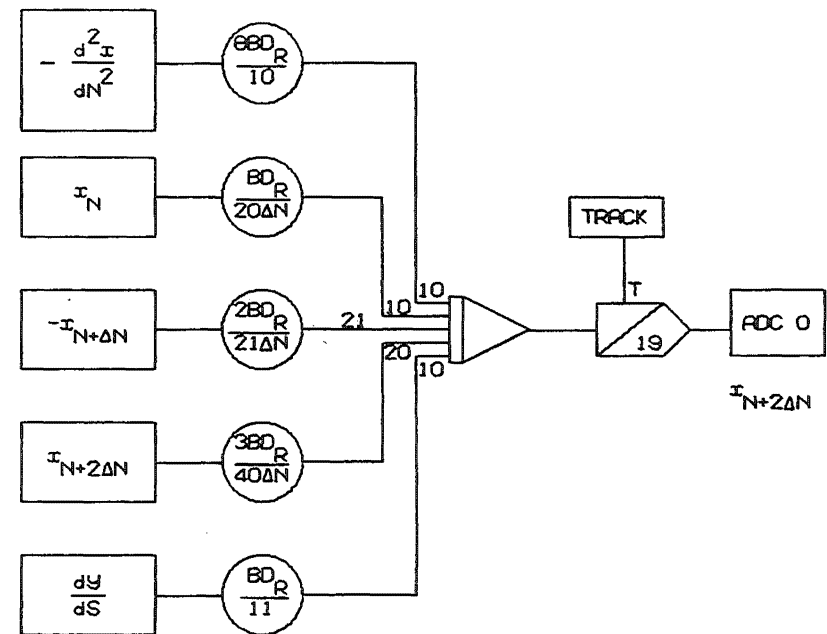 - d²x/dN²
θBD_R/10
x_N
BD_R/20ΔN
TRACK
10
T
10
-x_N+ΔN
2BD_R/21ΔN
21
19
ADC 0
20
10
x_N+2ΔN
x_N+2ΔN
3BD_R/40ΔN
dy/dS
BD_R/11